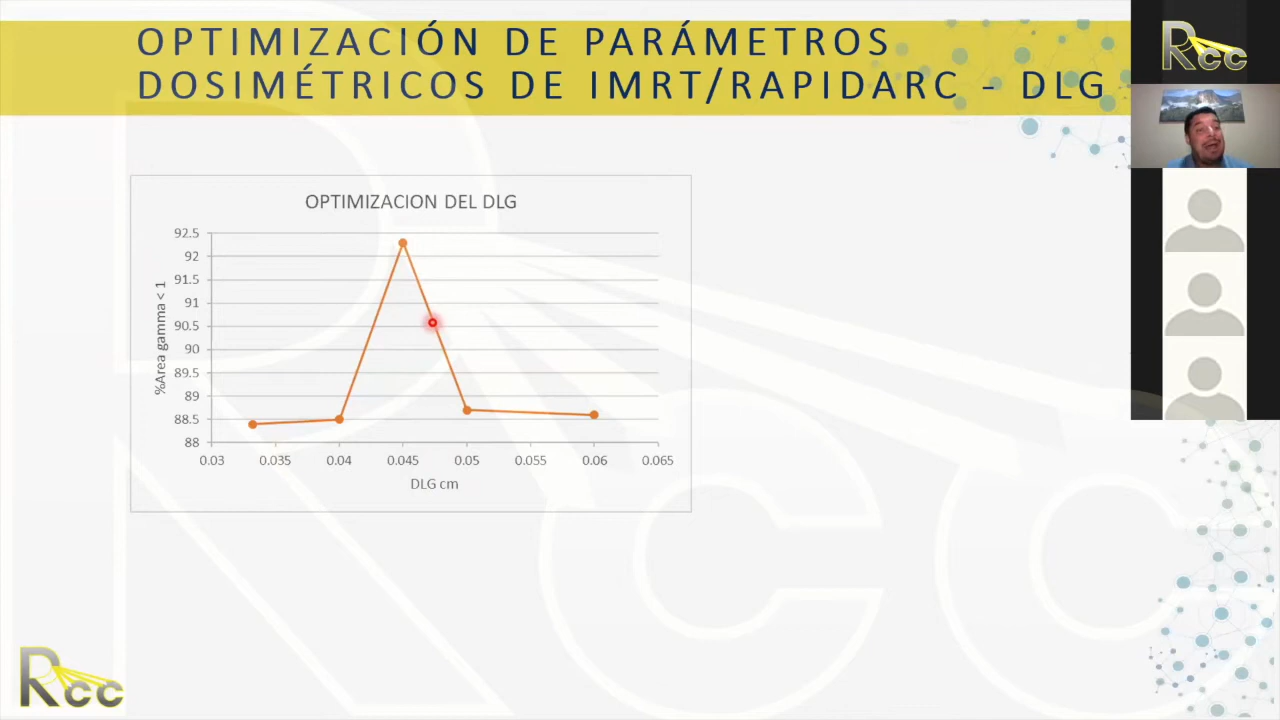 OPTIMIZACIÓN DE PARÁMETROS
DOSIMÉTRICOS DE IMRT/RAPIDARC - DLG
Rcc
OPTIMIZACION DEL DLG
92.5
92
91.5
91
90.5
90
89.5
89
88.5
88
%Area gamma < 1
0.03 0.035 0.04 0.045 0.05 0.055 0.06 0.065
DLG cm
Rcc